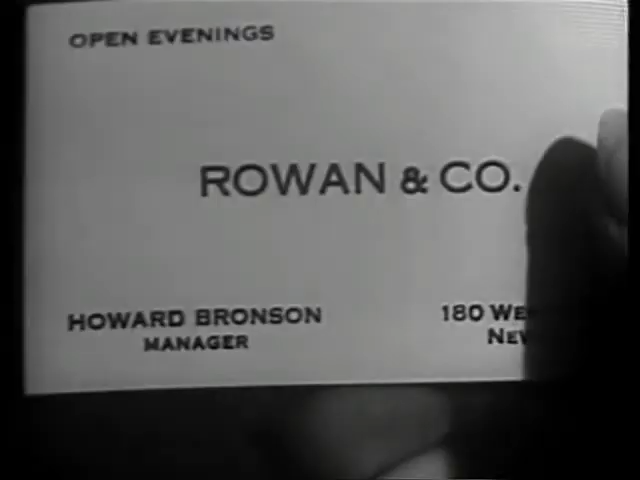 OPEN EVENINGS
ROWAN & CO.
HOWARD BRONSON
MANAGER
180